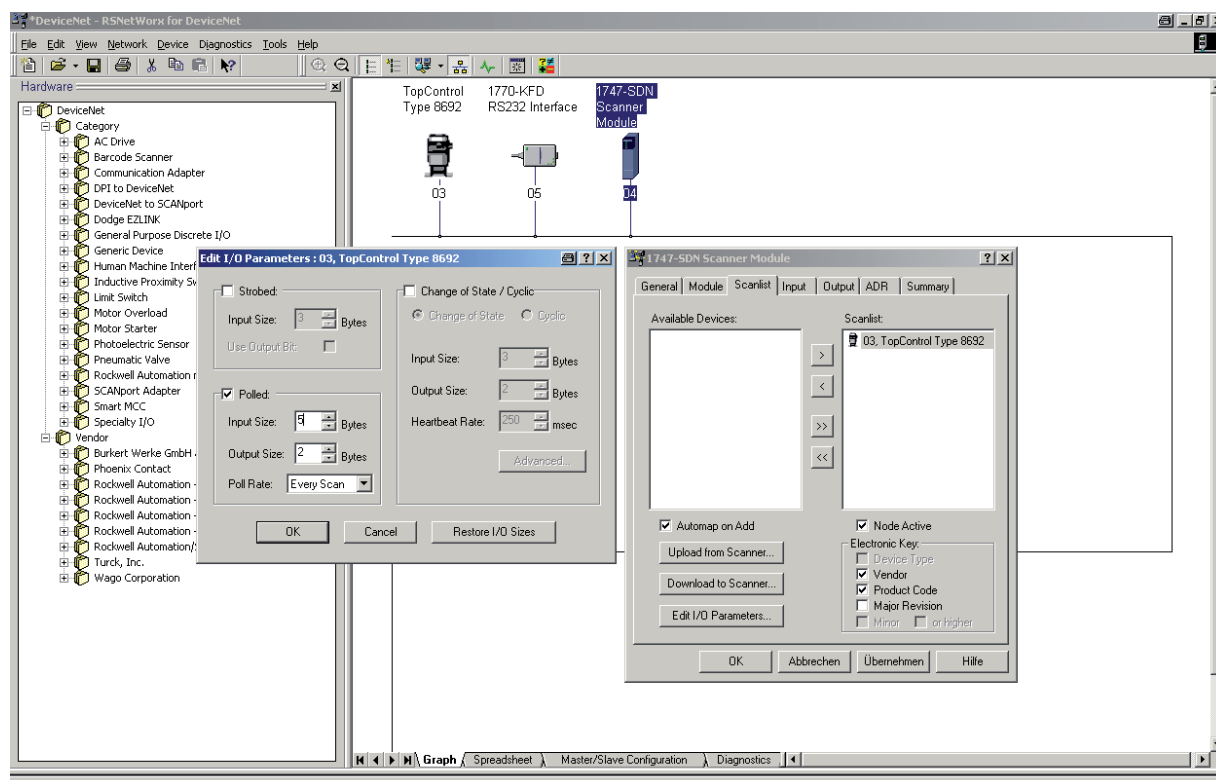 *DeviceNet - RSNetWorx for DeviceNet
File Edit View Network Device Diagnostics Tools Help
Hardware
DeviceNet
Category
AC Drive
Barcode Scanner
Communication Adapter
DPI to DeviceNet
DeviceNet to SCANport
Dodge EZLINK
General Purpose Discrete I/O
Generic Device
Human Machine Interf
Inductive Proximity Sw
Limit Switch
Motor Overload
Motor Starter
Photoelectric Sensor
Pneumatic Valve
Rockwell Automation
SCANport Adapter
Smart MCC
Specialty I/O
Vendor
Burkert Werke GmbH
Phoenix Contact
Rockwell Automation -
Rockwell Automation -
Rockwell Automation -
Rockwell Automation -
Rockwell Automation/
Turck, Inc.
Wago Corporation
TopControl
Type 8692
03
1770-KFD
RS232 Interface
05
1747-SDN
Scanner
Module
04
Edit I/O Parameters : 03, TopControl Type 8692
Strobed:
Input Size: 3 Bytes
Use Output Bit:
Polled:
Input Size: 5 Bytes
Output Size: 2 Bytes
Poll Rate: Every Scan
Change of State / Cyclic
Change of State Cyclic
Input Size: 3 Bytes
Output Size: 2 Bytes
Heartbeat Rate: 250 msec
Advanced...
OK Cancel Restore I/O Sizes
1747-SDN Scanner Module
General Module Scanlist Input Output ADR Summary
Available Devices:
Scanlist:
03, TopControl Type 8692
>
<
>>
<<
Automap on Add
Upload from Scanner...
Download to Scanner...
Edit I/O Parameters...
Node Active
Electronic Key:
Device Type
Vendor
Product Code
Major Revision
Minor or higher
OK Abbrechen Übernehmen Hilfe
Graph Spreadsheet Master/Slave Configuration Diagnostics